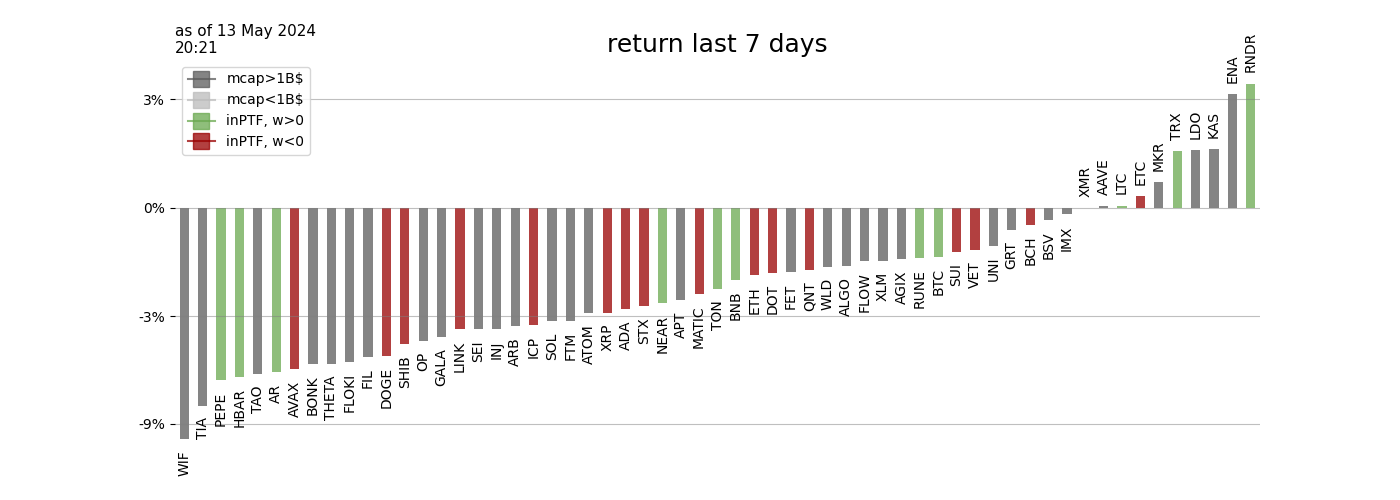 as of 13 May 2024
20:21
return last 7 days
mcap>1B$
mcap<1B$
inPTF, w>0
inPTF, w<0
3%
0%
-3%
-9%
WIF
TIA
PEPE
HBAR
TAO
AR
AVAX
BONK
THETA
FLOKI
FIL
DOGE
SHIB
OP
GALA
LINK
SEI
INJ
ARB
ICP
SOL
FTM
ATOM
XRP
ADA
STX
NEAR
APT
MATIC
TON
BNB
ETH
DOT
FET
QNT
WLD
ALGO
FLOW
XLM
AGIX
RUNE
BTC
SUI
VET
UNI
GRT
BCH
BSV
IMX
XMR
AAVE
LTC
ETC
MKR
TRX
LDO
KAS
ENA
RNDR